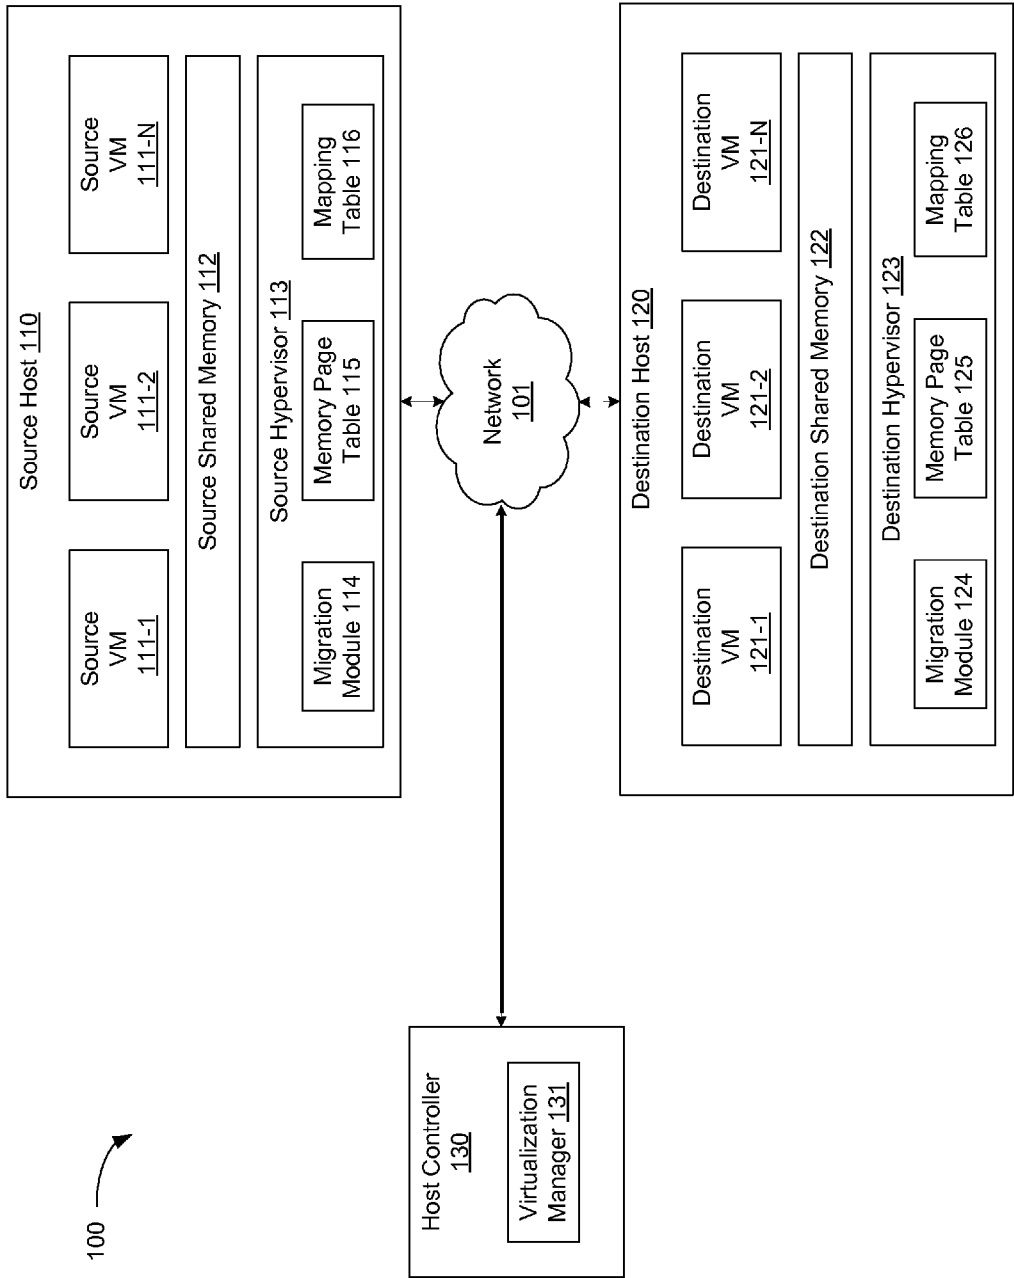 100
Host Controller
130
Virtualization
Manager 131
Source Host 110
Source
VM
111-1
Source
VM
111-2
Source
VM
111-N
Source Shared Memory 112
Source Hypervisor 113
Migration
Module 114
Memory Page
Table 115
Mapping
Table 116
Network
101
Destination Host 120
Destination
VM
121-1
Destination
VM
121-2
Destination
VM
121-N
Destination Shared Memory 122
Destination Hypervisor 123
Migration
Module 124
Memory Page
Table 125
Mapping
Table 126